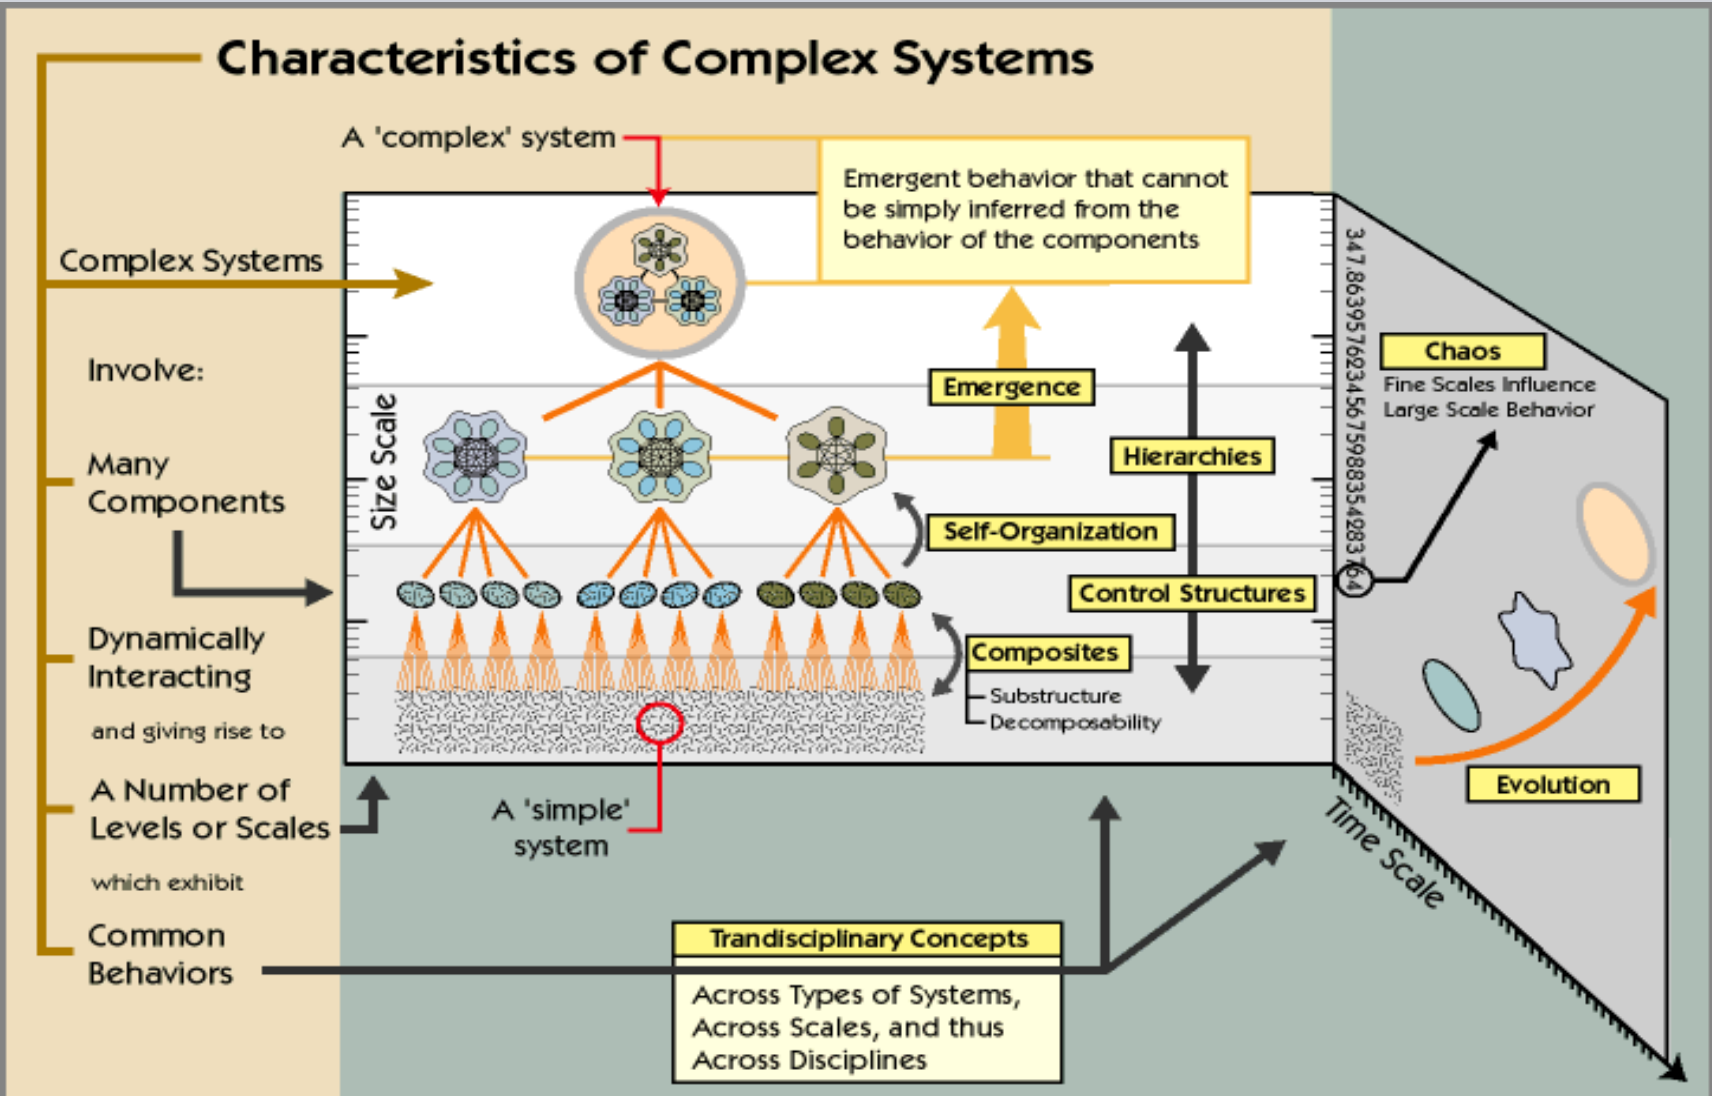 Characteristics of Complex Systems
A 'complex' system
Emergent behavior that cannot
be simply inferred from the
behavior of the components
Complex Systems
Involve:
Many
Components
Dynamically
Interacting
and giving rise to
A Number of
Levels or Scales
which exhibit
Common
Behaviors
Size Scale
Emergence
Hierarchies
Self-Organization
Control Structures
Composites
Substructure
Decomposability
A 'simple'
system
Chaos
Fine Scales Influence
Large Scale Behavior
Evolution
Time Scale
Trandisciplinary Concepts
Across Types of Systems,
Across Scales, and thus
Across Disciplines